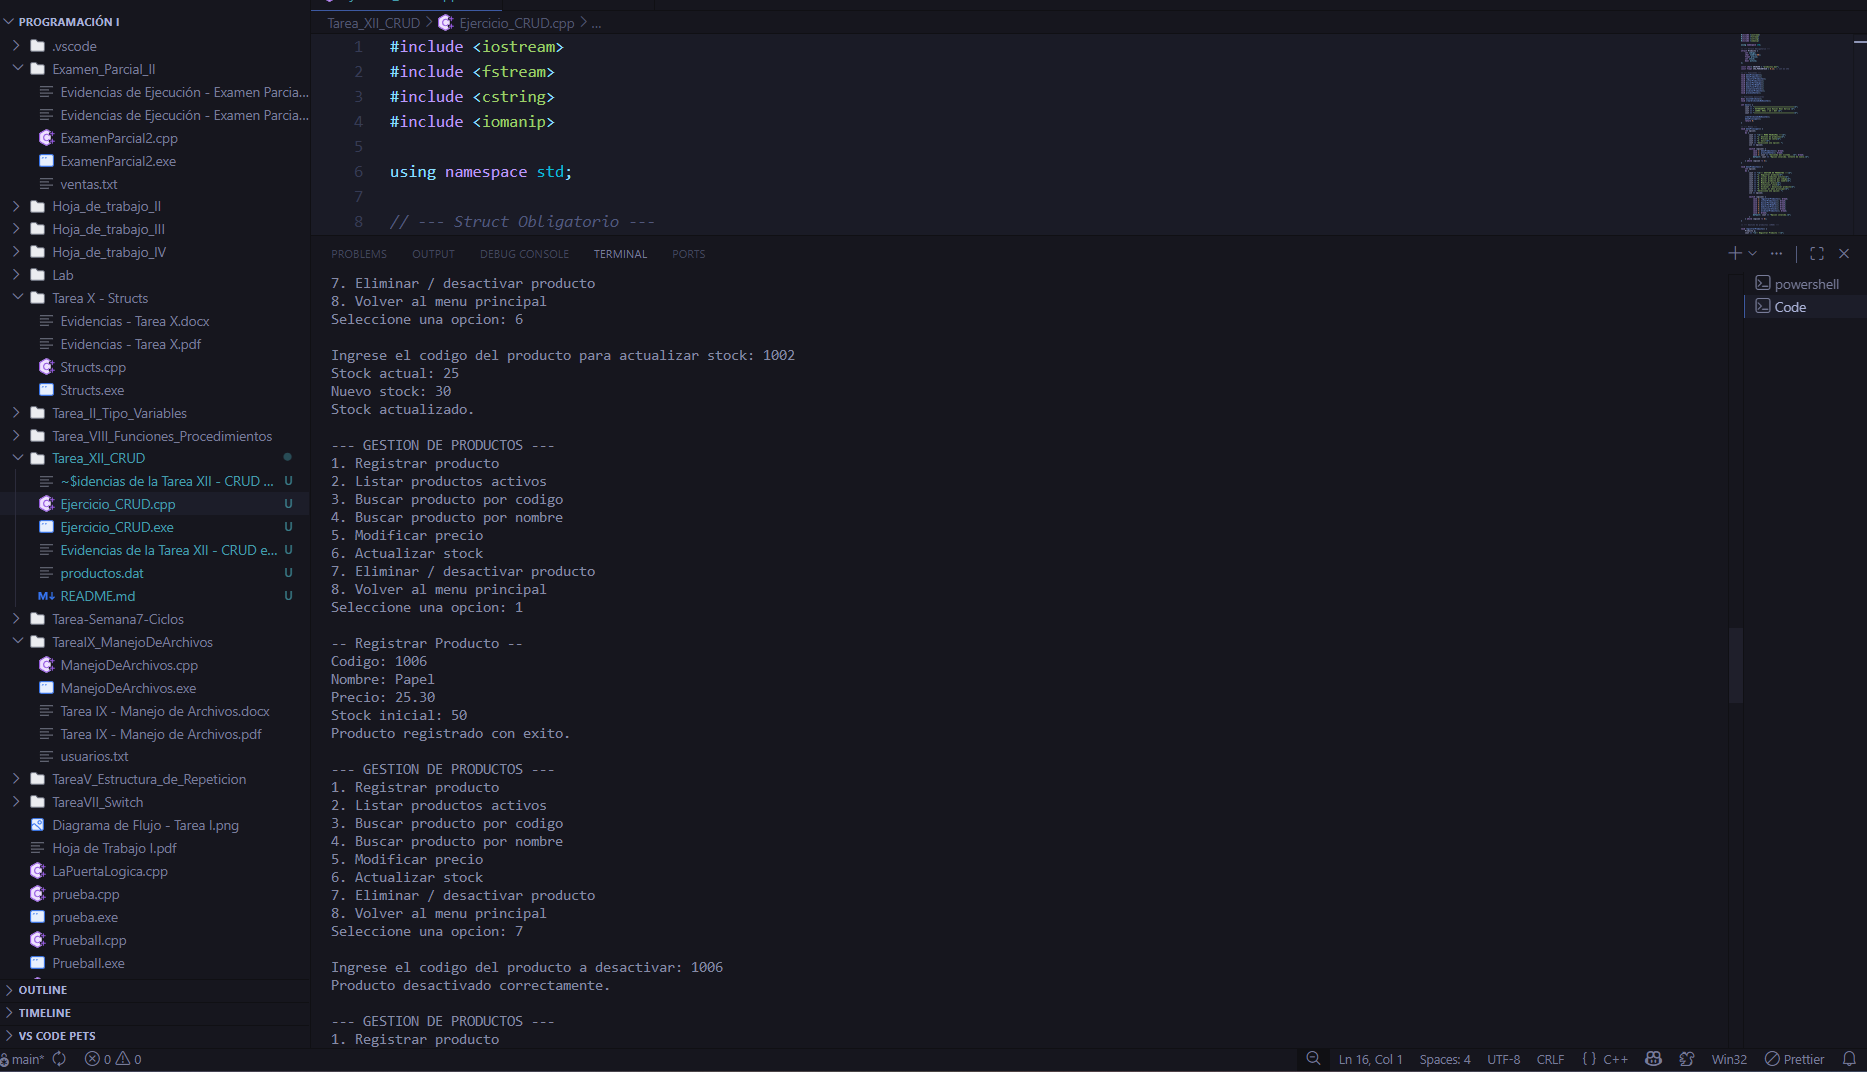 PROGRAMACIÓN I
.vscode
Examen_Parcial_II
Evidencias de Ejecución - Examen Parcia...
Evidencias de Ejecución - Examen Parcia...
ExamenParcial2.cpp
ExamenParcial2.exe
ventas.txt
Hoja_de_trabajo_II
Hoja_de_trabajo_III
Hoja_de_trabajo_IV
Lab
Tarea X - Structs
Evidencias - Tarea X.docx
Evidencias - Tarea X.pdf
Structs.cpp
Structs.exe
Tarea_II_Tipo_Variables
Tarea_VIII_Funciones_Procedimientos
Tarea_XII_CRUD
~$idencias de la Tarea XII - CRUD ... U
Ejercicio_CRUD.cpp U
Ejercicio_CRUD.exe U
Evidencias de la Tarea XII - CRUD e... U
productos.dat U
README.md U
Tarea-Semana7-Ciclos
TareaIX_ManejoDeArchivos
ManejoDeArchivos.cpp
ManejoDeArchivos.exe
Tarea IX - Manejo de Archivos.docx
Tarea IX - Manejo de Archivos.pdf
usuarios.txt
TareaV_Estructura_de_Repeticion
TareaVII_Switch
Diagrama de Flujo - Tarea I.png
Hoja de Trabajo I.pdf
LaPuertaLogica.cpp
prueba.cpp
prueba.exe
PruebaII.cpp
PruebaII.exe
OUTLINE
TIMELINE
VS CODE PETS
Tarea_XII_CRUD > Ejercicio_CRUD.cpp > ...
1 #include <iostream>
2 #include <fstream>
3 #include <cstring>
4 #include <iomanip>
5
6 using namespace std;
7
8 // --- Struct Obligatorio ---
PROBLEMS OUTPUT DEBUG CONSOLE TERMINAL PORTS
7. Eliminar / desactivar producto
8. Volver al menu principal
Seleccione una opcion: 6
Ingrese el codigo del producto para actualizar stock: 1002
Stock actual: 25
Nuevo stock: 30
Stock actualizado.
--- GESTION DE PRODUCTOS ---
1. Registrar producto
2. Listar productos activos
3. Buscar producto por codigo
4. Buscar producto por nombre
5. Modificar precio
6. Actualizar stock
7. Eliminar / desactivar producto
8. Volver al menu principal
Seleccione una opcion: 1
-- Registrar Producto --
Codigo: 1006
Nombre: Papel
Precio: 25.30
Stock inicial: 50
Producto registrado con exito.
--- GESTION DE PRODUCTOS ---
1. Registrar producto
2. Listar productos activos
3. Buscar producto por codigo
4. Buscar producto por nombre
5. Modificar precio
6. Actualizar stock
7. Eliminar / desactivar producto
8. Volver al menu principal
Seleccione una opcion: 7
Ingrese el codigo del producto a desactivar: 1006
Producto desactivado correctamente.
--- GESTION DE PRODUCTOS ---
1. Registrar producto
powershell
Code
main* 0 0
Ln 16, Col 1 Spaces: 4 UTF-8 CRLF { } C++ Win32 Prettier